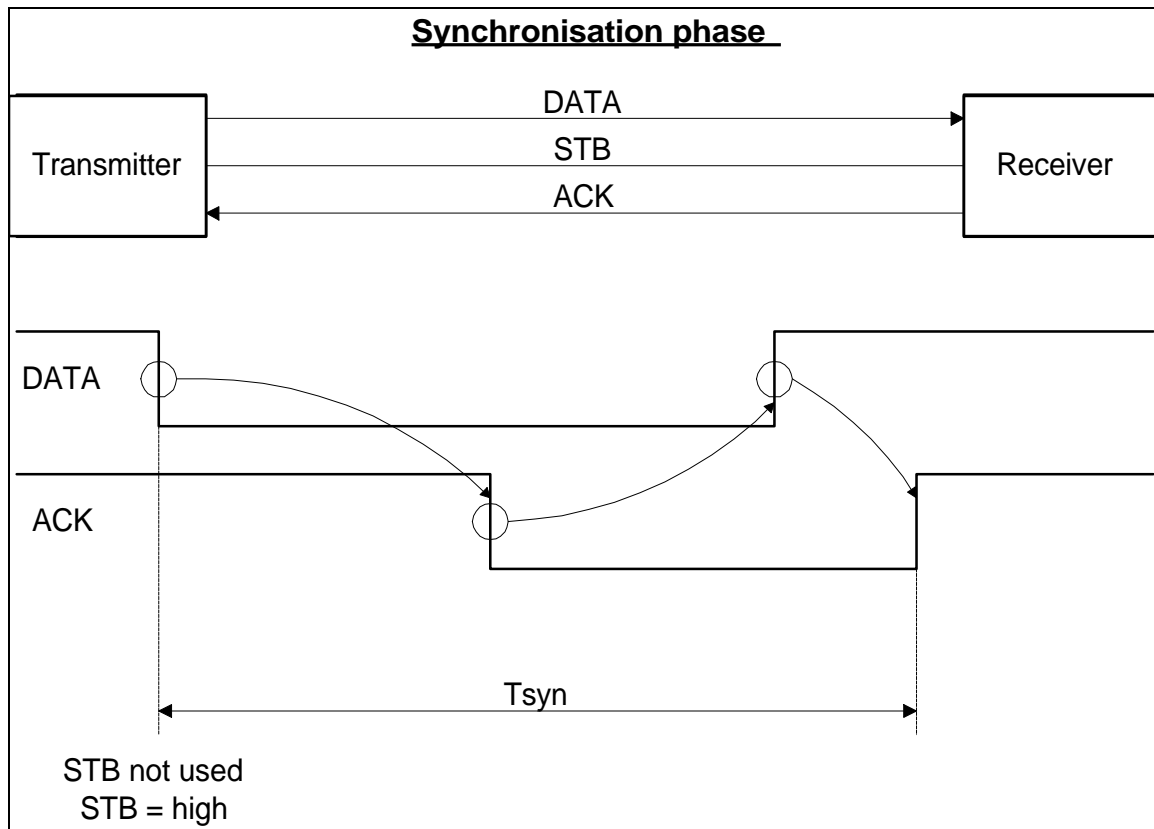 Synchronisation phase
DATA
Transmitter
STB
Receiver
ACK
DATA
ACK
Tsyn
STB not used
STB = high